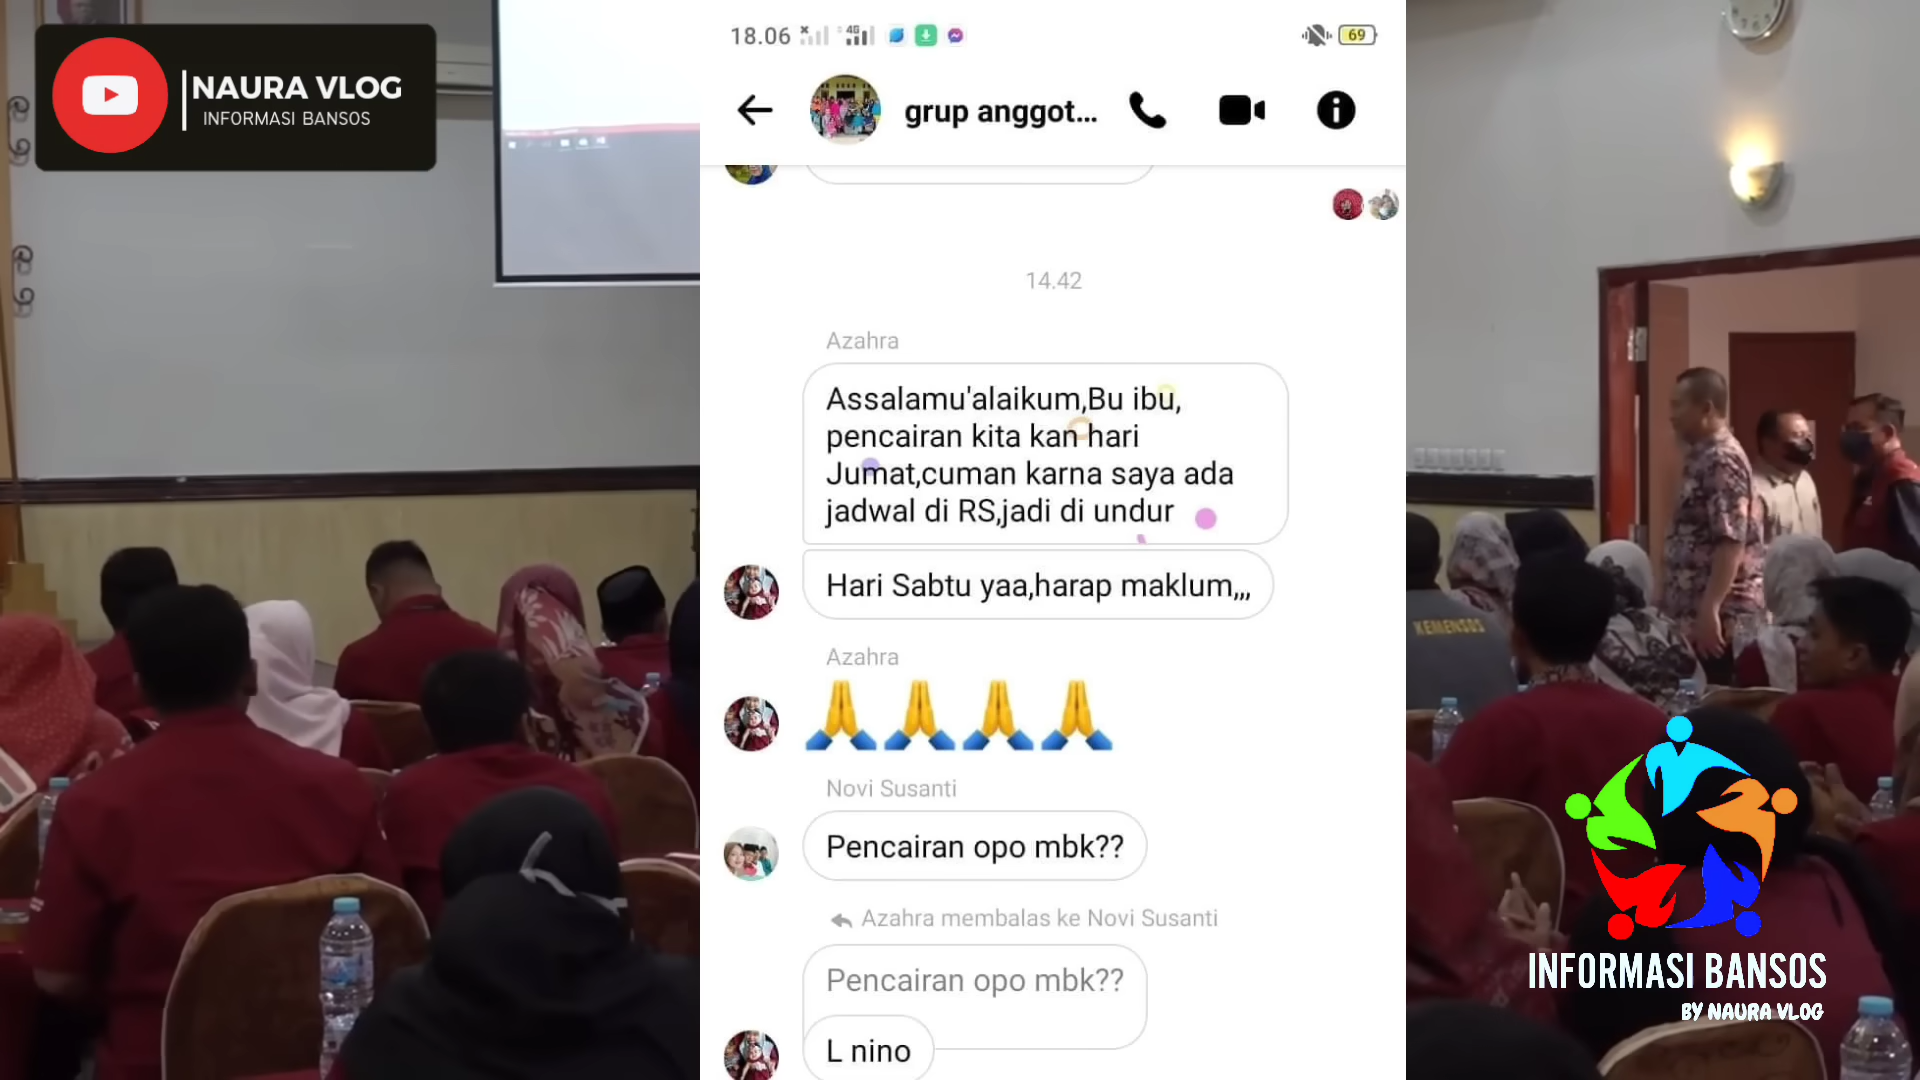 NAURA VLOG
INFORMASI BANSOS
18.06
4G
69
grup anggot...
14.42
Azahra
Assalamu'alaikum,Bu ibu,
pencairan kita kan hari
Jumat,cuman karna saya ada
jadwal di RS,jadi di undur
Hari Sabtu yaa,harap maklum,,,
Azahra
🙏🙏🙏🙏
Novi Susanti
Pencairan opo mbk??
Azahra membalas ke Novi Susanti
Pencairan opo mbk??
L nino
KEMENSOS
INFORMASI BANSOS
BY NAURA VLOG